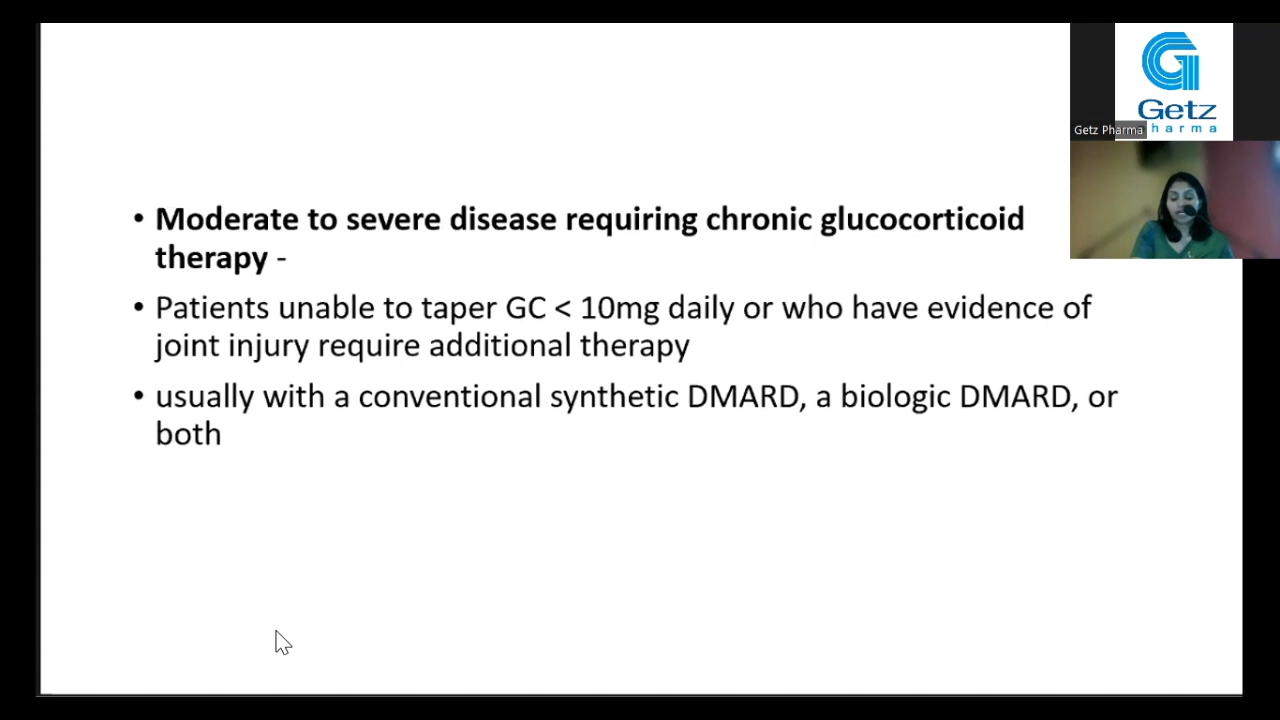 • Moderate to severe disease requiring chronic glucocorticoid
therapy -
• Patients unable to taper GC < 10mg daily or who have evidence of
joint injury require additional therapy
• usually with a conventional synthetic DMARD, a biologic DMARD, or
both
Getz
harma
Getz Pharma